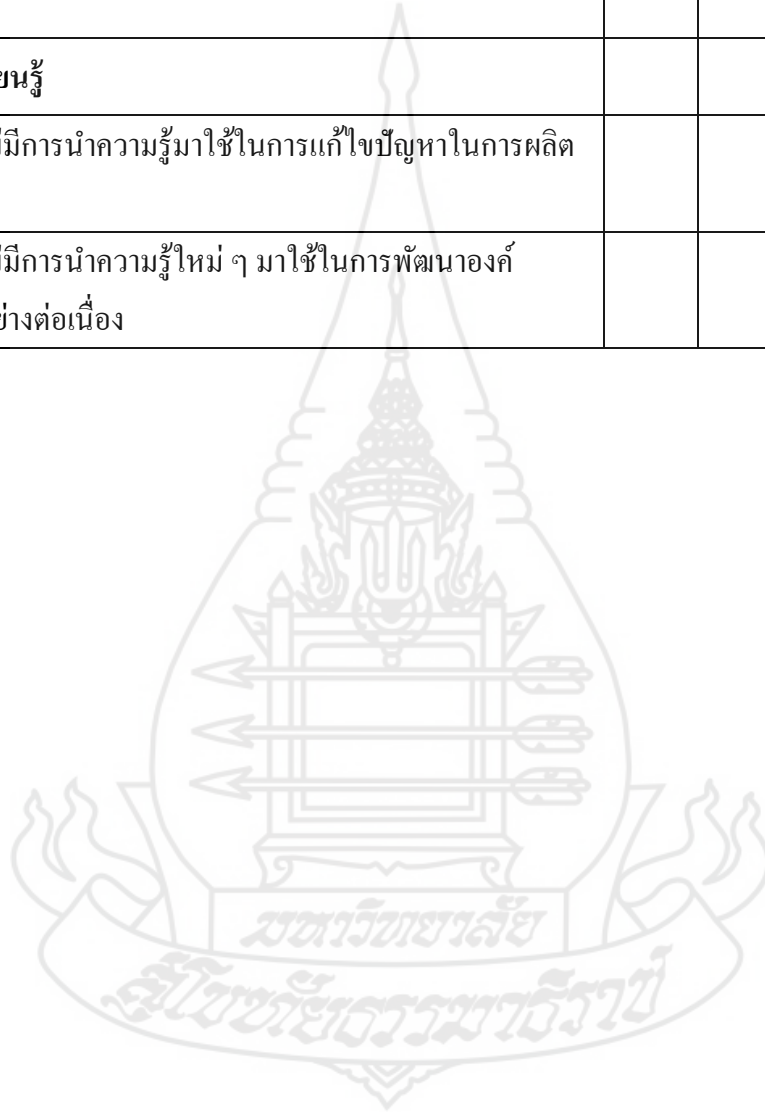 ยนรู้
มีการนำความรู้มาใช้ในการแก้ไขปัญหาในการผลิต
มีการนำความรู้ใหม่ ๆ มาใช้ในการพัฒนาองค์
ย่างต่อเนื่อง
มหาวิทยาลัย
สุโขทัยธรรมาธิราช